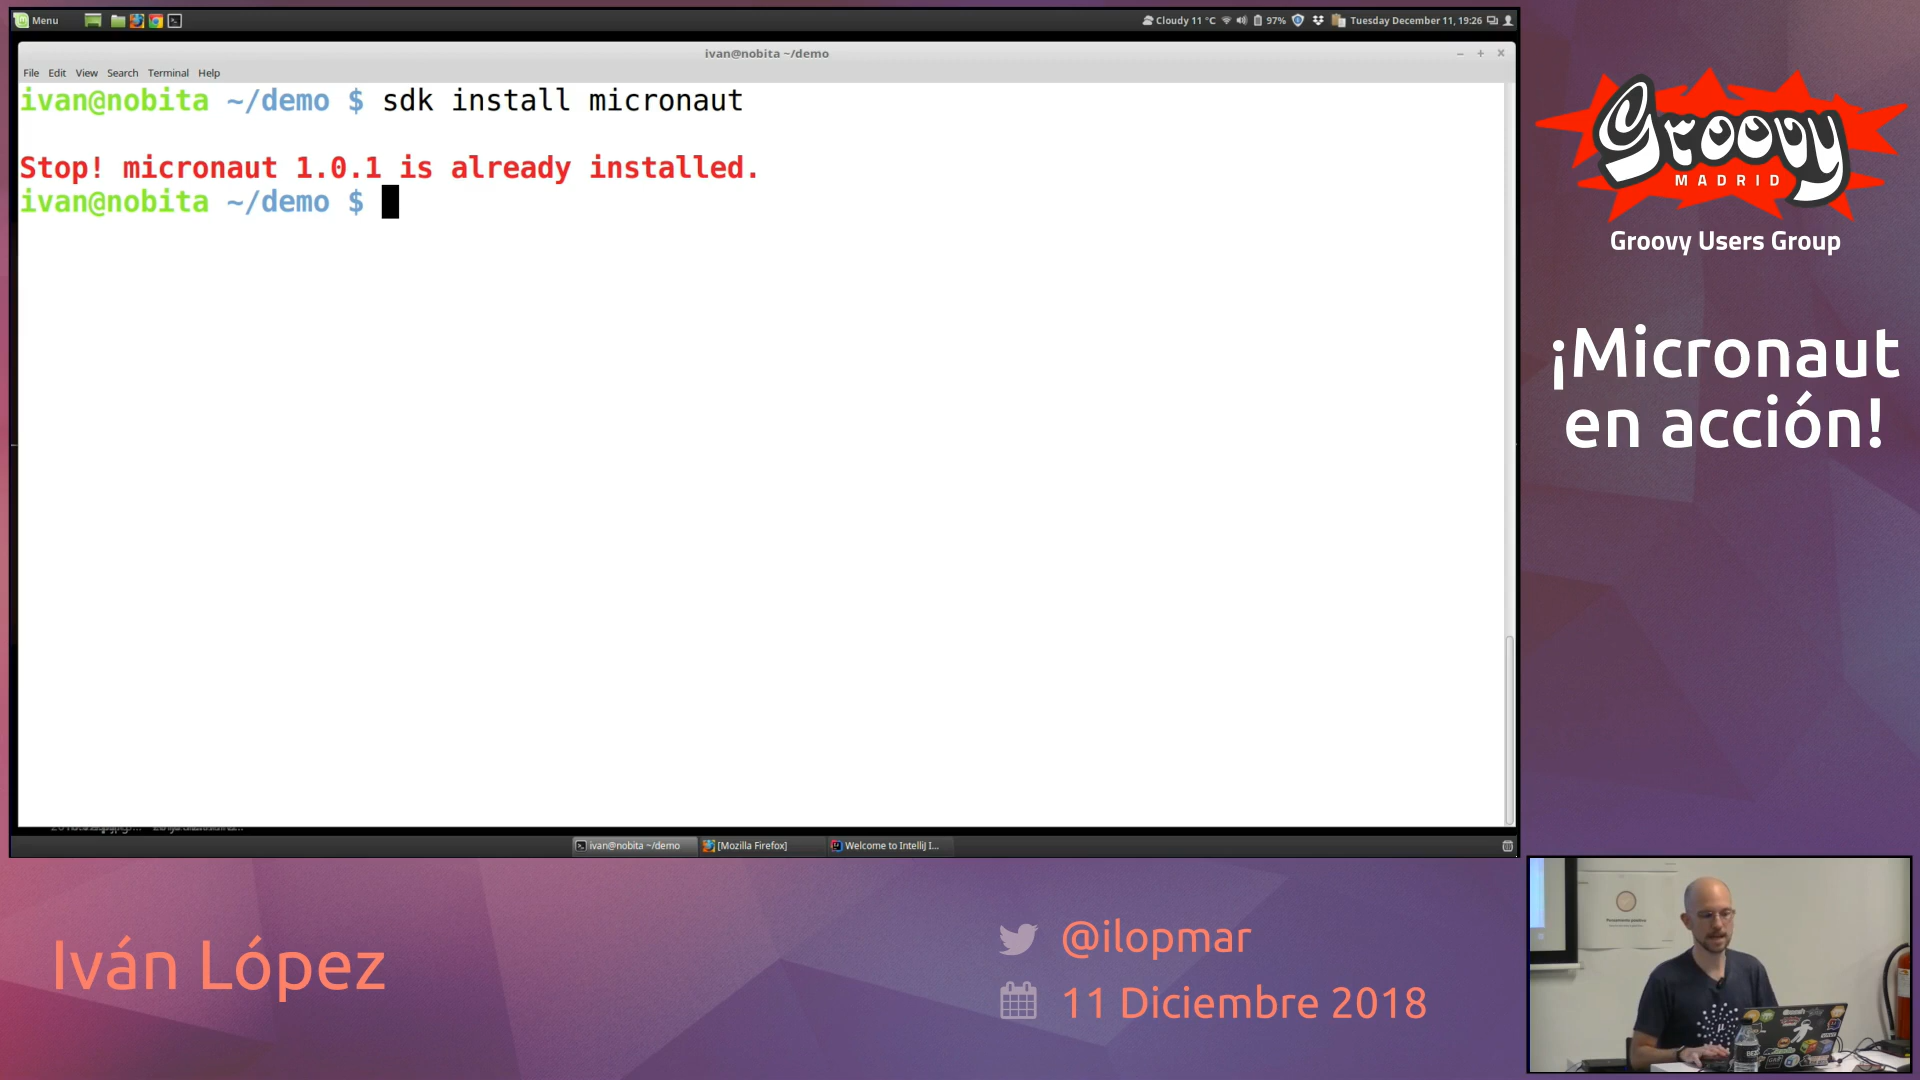 Menu
Cloudy 11 °C
97%
Tuesday December 11, 19:26
ivan@nobita ~/demo
File Edit View Search Terminal Help
ivan@nobita ~/demo $ sdk install micronaut
Stop! micronaut 1.0.1 is already installed.
ivan@nobita ~/demo $
ivan@nobita ~/demo
[Mozilla Firefox]
Welcome to IntelliJ I...
Groovy
MADRID
Groovy Users Group
¡Micronaut
en acción!
Iván López
@ilopmar
11 Diciembre 2018